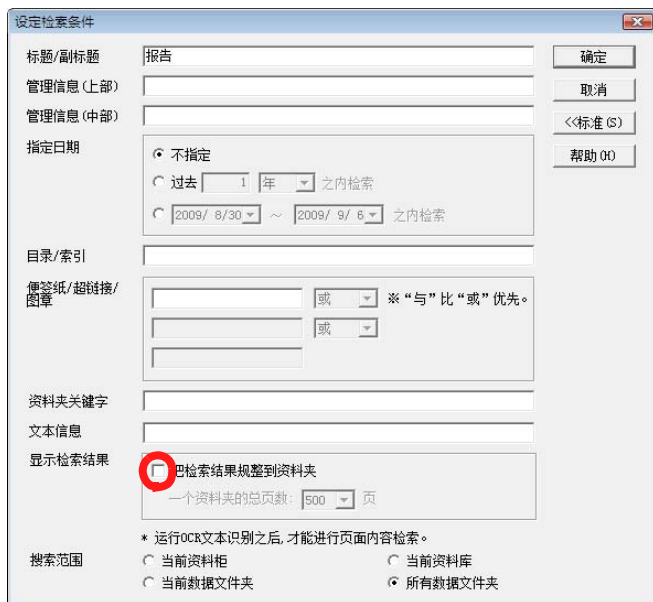 设定检索条件
标题/副标题 报告 确定
管理信息(上部) 取消
管理信息(中部) <<标准(S)
指定日期 不指定 帮助(H)
过去 1 年 之内检索
2009/ 8/30 ~ 2009/ 9/ 6 之内检索
目录/索引
便签纸/超链接/
图章 或 ※“与”比“或”优先。
或
资料夹关键字
文本信息
显示检索结果 把检索结果规整到资料夹
一个资料夹的总页数: 500 页
* 运行OCR文本识别之后,才能进行页面内容检索。
搜索范围 当前资料柜 当前资料库
当前数据文件夹 所有数据文件夹